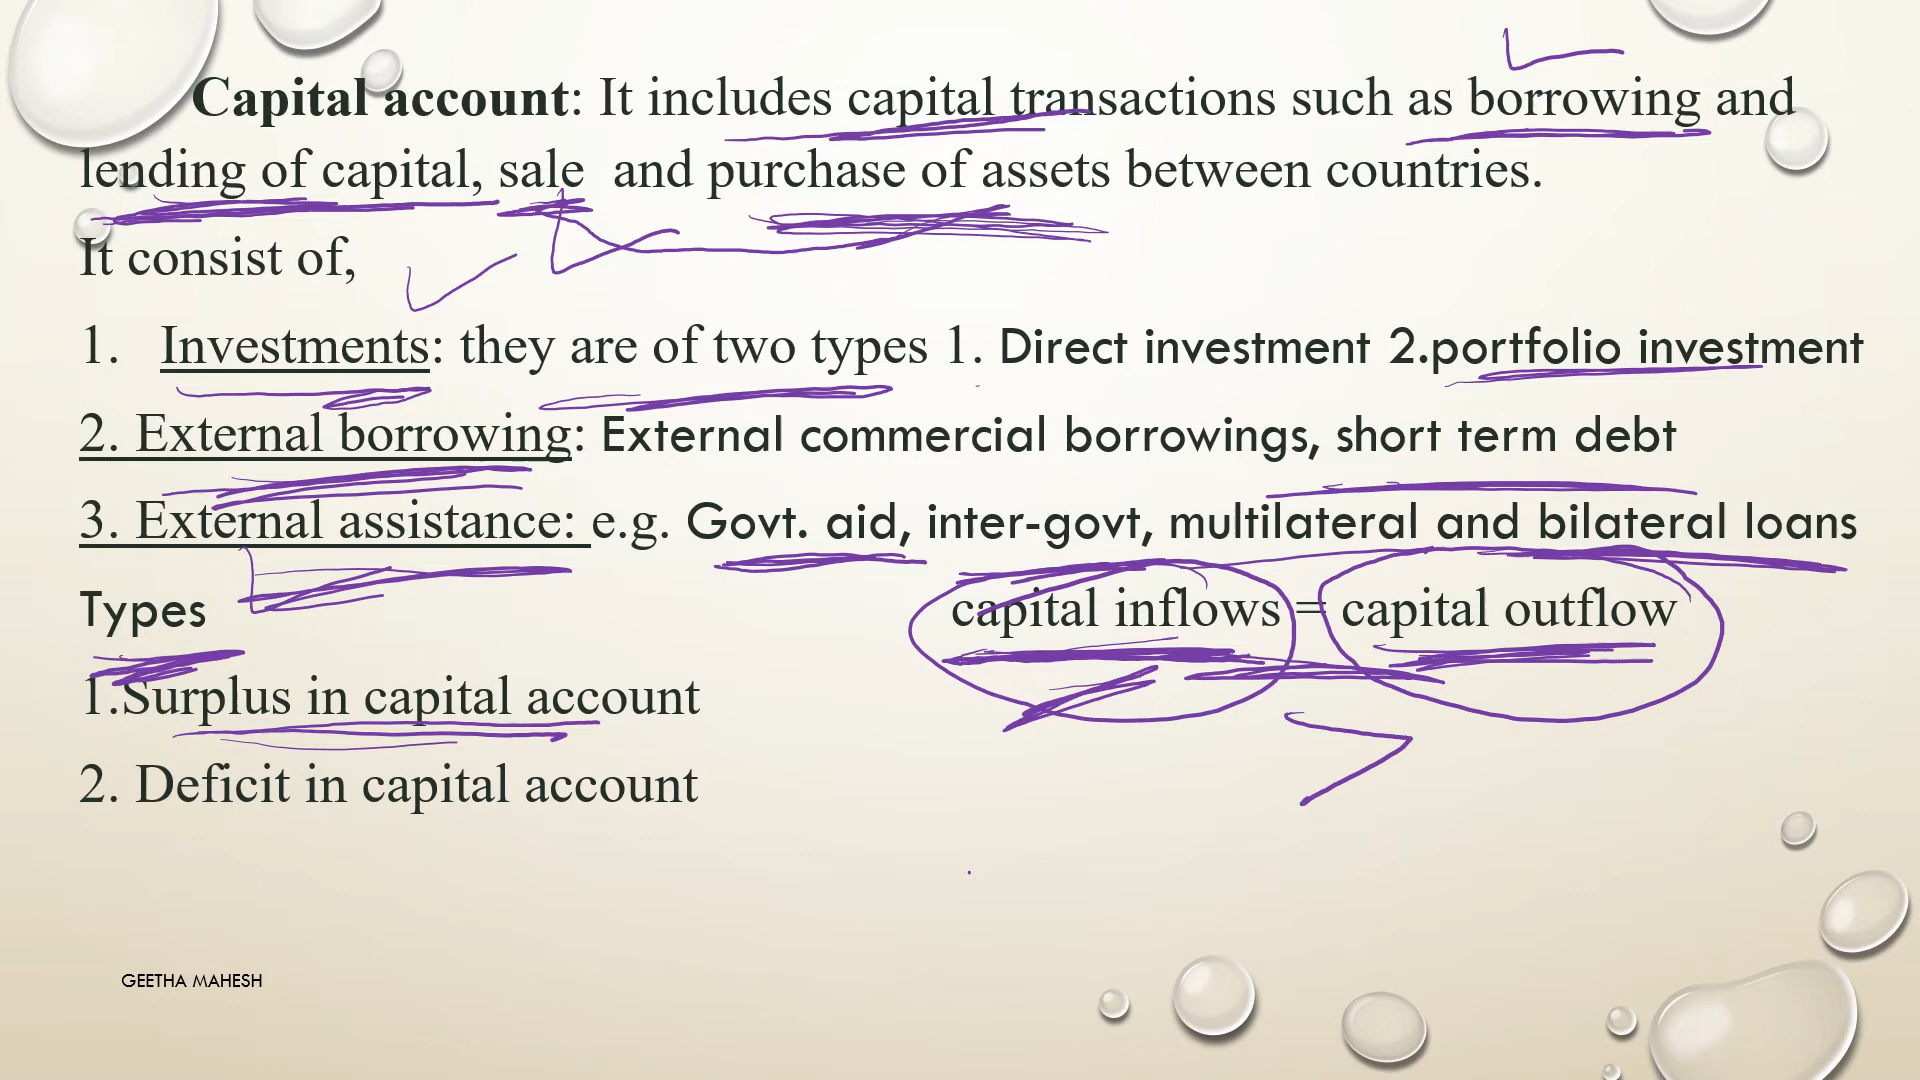 Capital account: It includes capital transactions such as borrowing and
lending of capital, sale and purchase of assets between countries.
It consist of,
1. Investments: they are of two types 1. Direct investment 2.portfolio investment
2. External borrowing: External commercial borrowings, short term debt
3. External assistance: e.g. Govt. aid, inter-govt, multilateral and bilateral loans
Types capital inflows = capital outflow
1.Surplus in capital account >
2. Deficit in capital account
GEETHA MAHESH